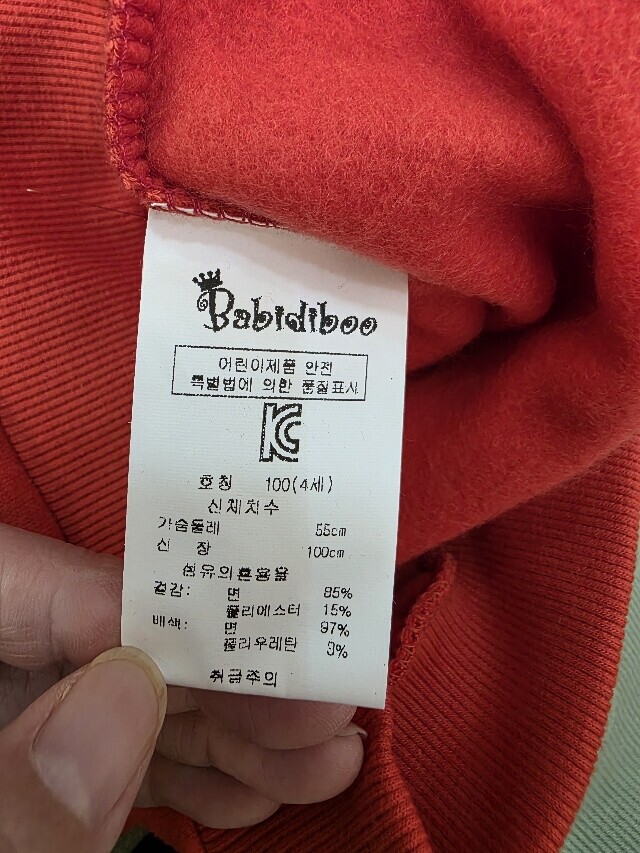 Babidiboo
어린이제품 안전
특별법에 의한 품질표시
KC
호칭 100(4세)
신체치수
가슴둘레 55cm
신 장 100cm
섬유의혼용율
겉감: 면 85%
폴리에스터 15%
배색: 면 97%
폴리우레탄 3%
취급주의